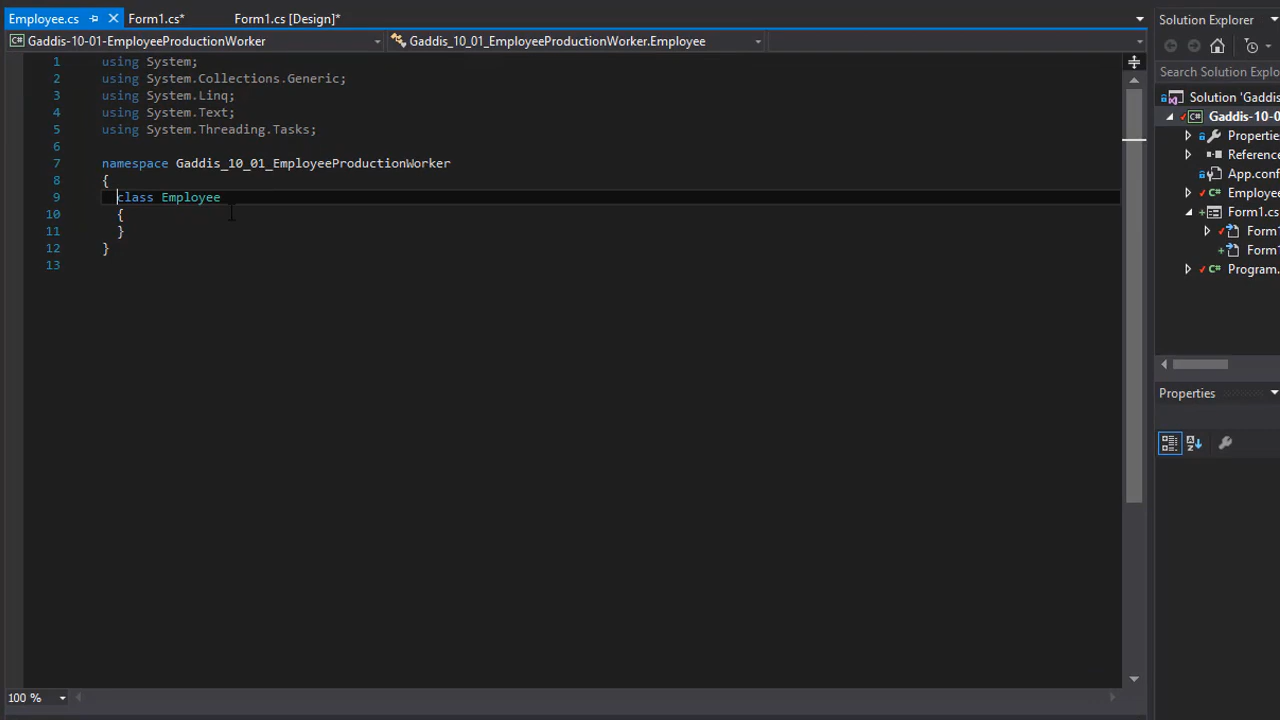 Employee.cs Form1.cs* Form1.cs [Design]*
Gaddis-10-01-EmployeeProductionWorker Gaddis_10_01_EmployeeProductionWorker.Employee
1 using System;
2 using System.Collections.Generic;
3 using System.Linq;
4 using System.Text;
5 using System.Threading.Tasks;
6
7 namespace Gaddis_10_01_EmployeeProductionWorker
8 {
9 class Employee
10 {
11 }
12 }
13
100 %
Solution Explorer
Search Solution Explo
Solution 'Gaddis
C# Gaddis-10-0
Propertie
Reference
App.conf
C# Employee
Form1.cs
Form1
Form1
C# Program.
Properties